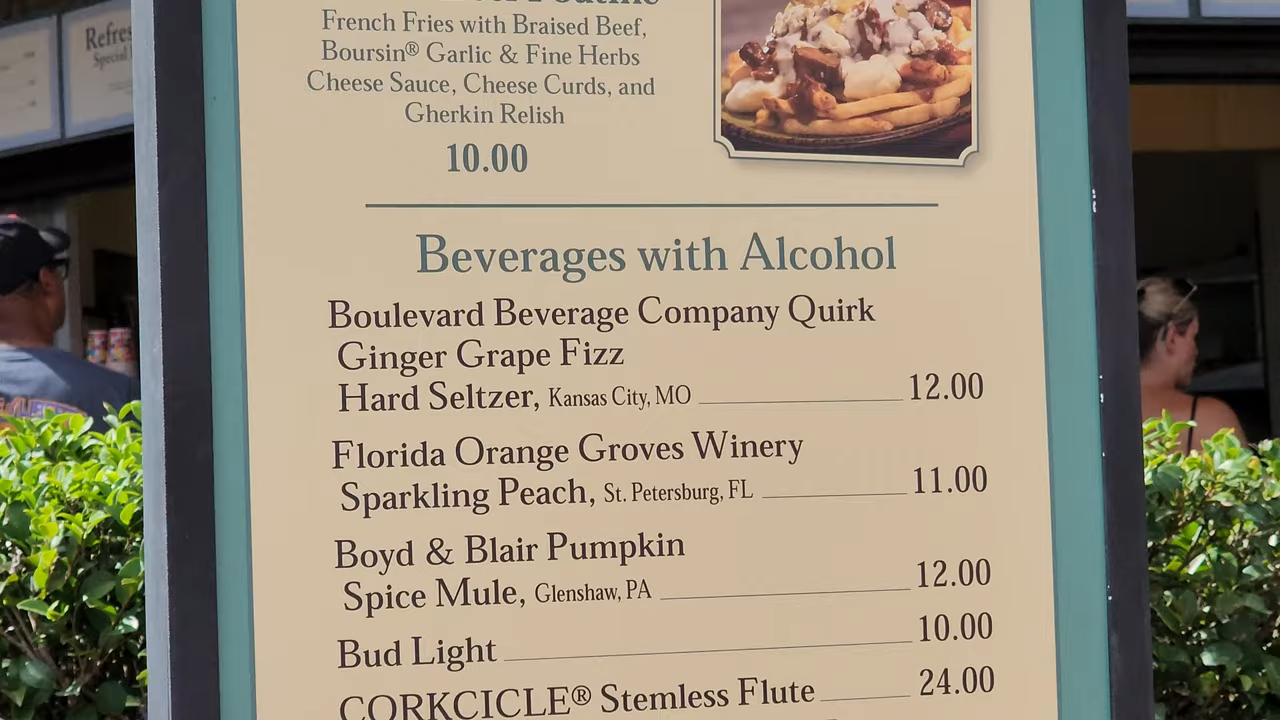 Refres
Special
French Fries with Braised Beef,
Boursin® Garlic & Fine Herbs
Cheese Sauce, Cheese Curds, and
Gherkin Relish
10.00
Beverages with Alcohol
Boulevard Beverage Company Quirk
Ginger Grape Fizz
Hard Seltzer, Kansas City, MO 12.00
Florida Orange Groves Winery
Sparkling Peach, St. Petersburg, FL 11.00
Boyd & Blair Pumpkin
Spice Mule, Glenshaw, PA 12.00
Bud Light 10.00
CORKCICLE® Stemless Flute 24.00